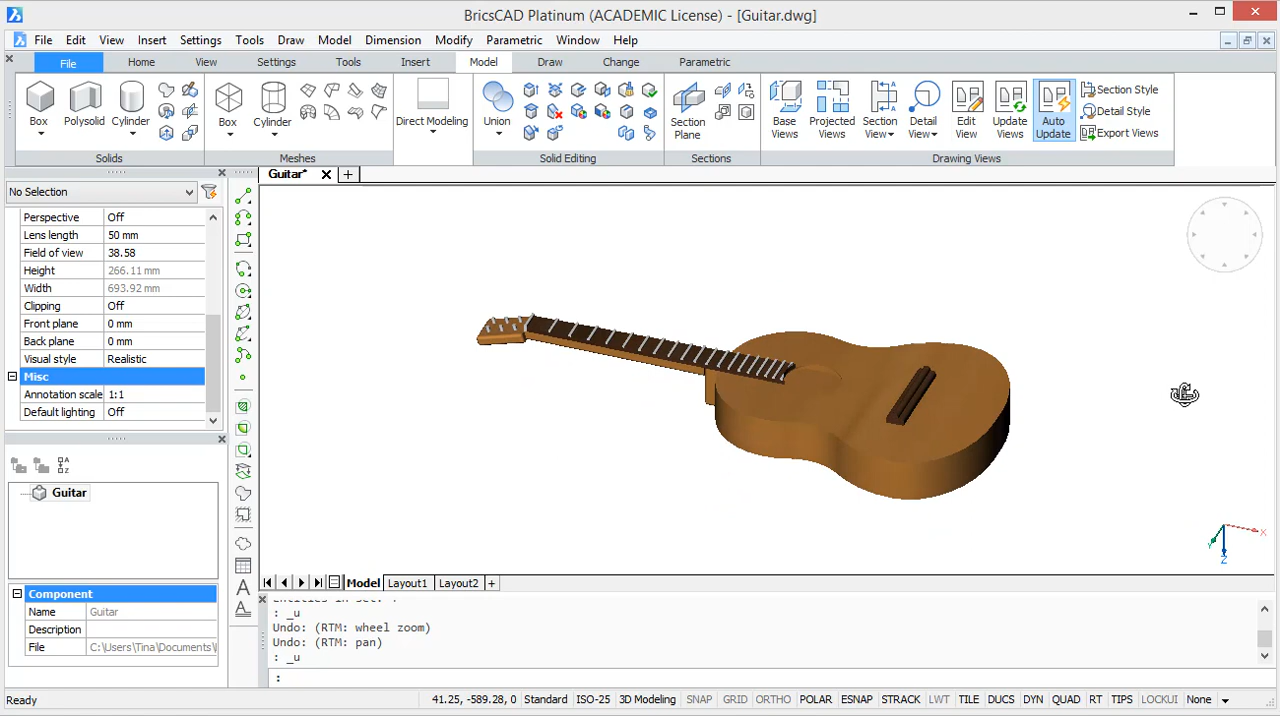 BricsCAD Platinum (ACADEMIC License) - [Guitar.dwg]
File Edit View Insert Settings Tools Draw Model Dimension Modify Parametric Window Help
File Home View Settings Tools Insert Model Draw Change Parametric
Box Polysolid Cylinder Box Cylinder Direct Modeling Union Section Plane Base Views Projected Views Section View Detail View Edit View Update Views Auto Update Section Style
Detail Style
Export Views
Solids Meshes Solid Editing Sections Drawing Views
Guitar*
No Selection
Perspective Off
Lens length 50 mm
Field of view 38.58
Height 266.11 mm
Width 693.92 mm
Clipping Off
Front plane 0 mm
Back plane 0 mm
Visual style Realistic
Misc
Annotation scale 1:1
Default lighting Off
Guitar
X
Y
Z
Model Layout1 Layout2
Component
Name Guitar
Description
File C:\Users\Tina\Documents\
: _u
Undo: (RTM: wheel zoom)
Undo: (RTM: pan)
: _u
:
Ready 41.25, -589.28, 0 Standard ISO-25 3D Modeling SNAP GRID ORTHO POLAR ESNAP STRACK LWT TILE DUCS DYN QUAD RT TIPS LOCKUI None